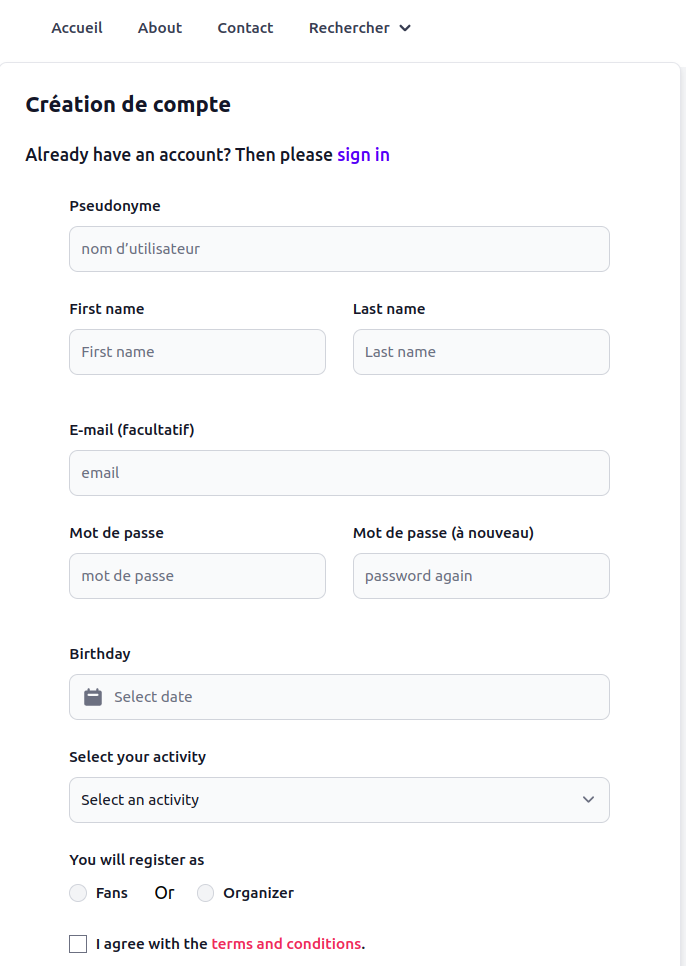 Accueil About Contact Rechercher
Création de compte
Already have an account? Then please sign in
Pseudonyme
nom d’utilisateur
First name Last name
First name Last name
E-mail (facultatif)
email
Mot de passe Mot de passe (à nouveau)
mot de passe password again
Birthday
Select date
Select your activity
Select an activity
You will register as
Fans Or Organizer
I agree with the terms and conditions.